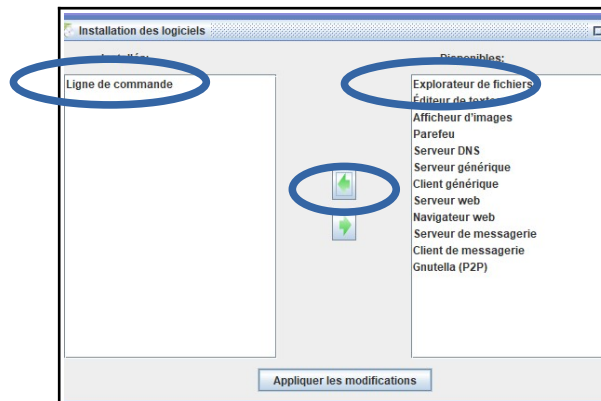 Installation des logiciels
Disponibles:
Ligne de commande
Explorateur de fichiers
Éditeur de texte
Afficheur d'images
Parefeu
Serveur DNS
Serveur générique
Client générique
Serveur web
Navigateur web
Serveur de messagerie
Client de messagerie
Gnutella (P2P)
Appliquer les modifications